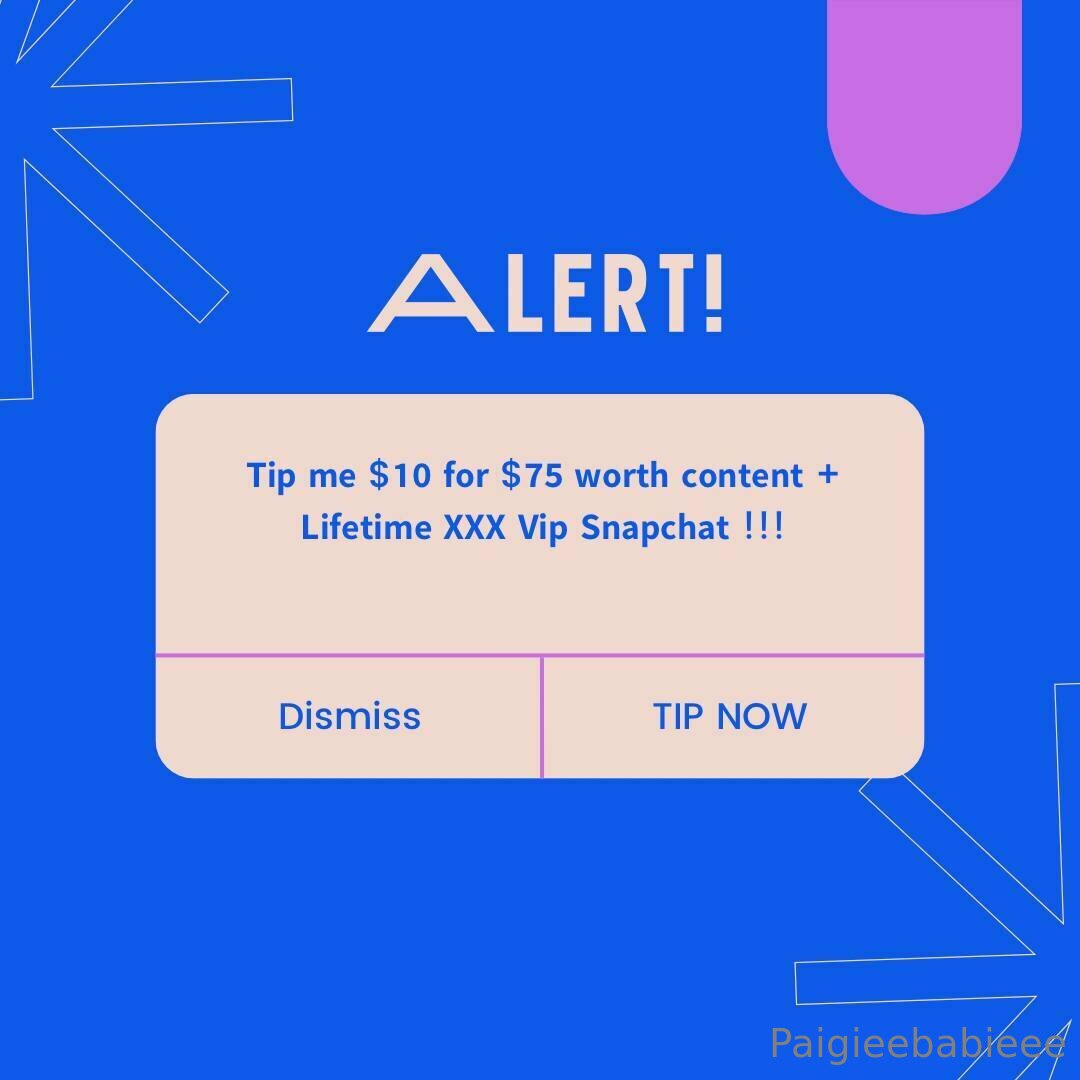 ALERT!
Tip me $10 for $75 worth content +
Lifetime XXX Vip Snapchat !!!
Dismiss
TIP NOW
Paigieebabieee